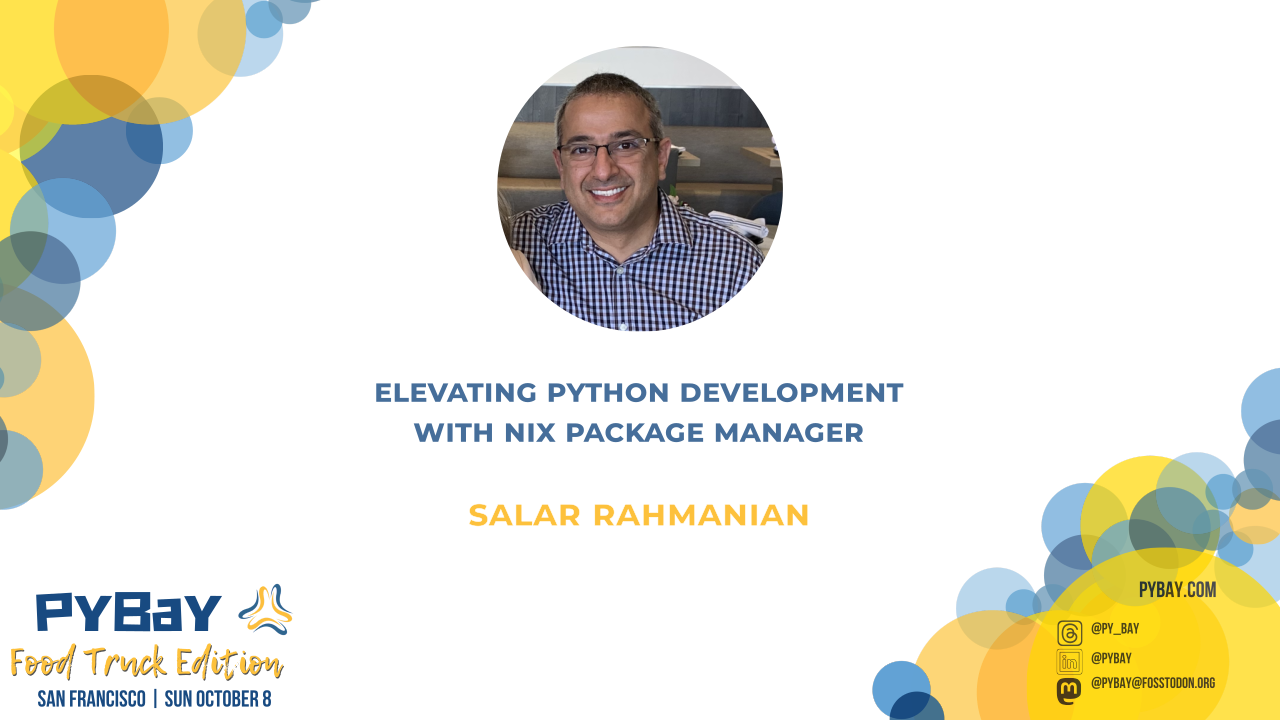 ELEVATING PYTHON DEVELOPMENT
WITH NIX PACKAGE MANAGER
SALAR RAHMANIAN
PYBaY
Food Truck Edition
SAN FRANCISCO | SUN OCTOBER 8
PYBAY.COM
@PY_BAY
in @PYBAY
@PYBAY@FOSSTODON.ORG